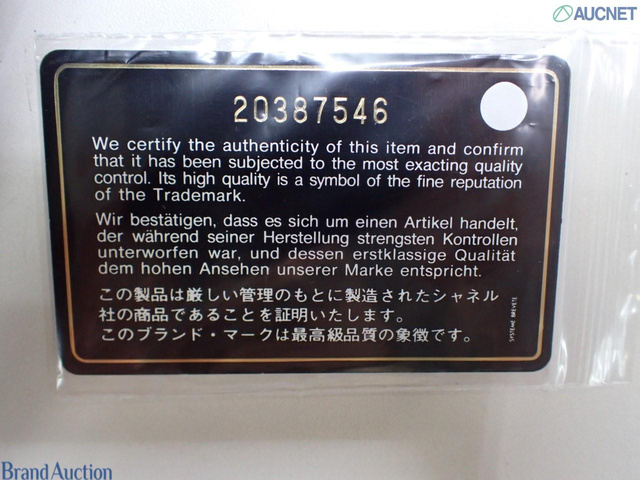 AUCNET
20387546
We certify the authenticity of this item and confirm
that it has been subjected to the most exacting quality
control. Its high quality is a symbol of the fine reputation
of the Trademark.
Wir bestätigen, dass es sich um einen Artikel handelt,
der während seiner Herstellung strengsten Kontrollen
unterworfen war, und dessen erstklassige Qualität
dem hohen Ansehen unserer Marke entspricht.
この製品は厳しい管理のもとに製造されたシャネル
社の商品であることを証明いたします。
このブランド・マークは最高級品質の象徴です。
Brand Auction